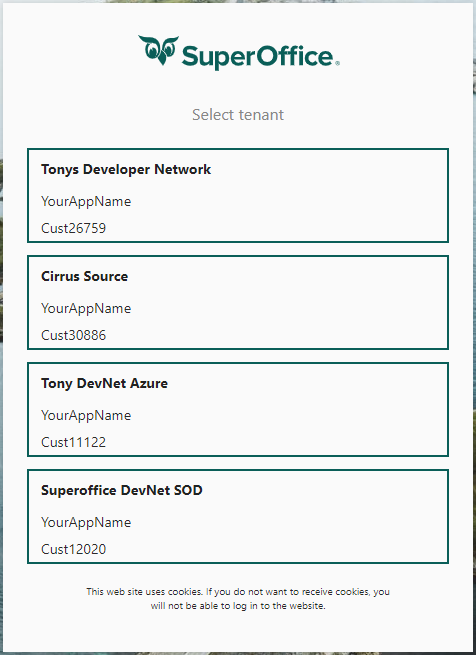 SuperOffice®
Select tenant
Tonys Developer Network
YourAppName
Cust26759
Cirrus Source
YourAppName
Cust30886
Tony DevNet Azure
YourAppName
Cust11122
Superoffice DevNet SOD
YourAppName
Cust12020
This web site uses cookies. If you do not want to receive cookies, you
will not be able to log in to the website.